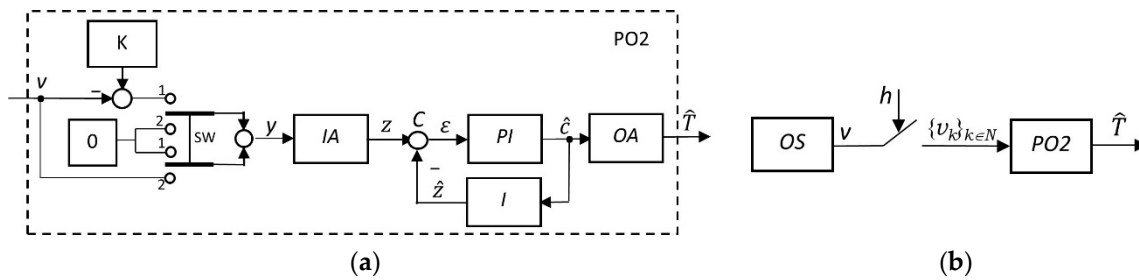 K
PO2
v
−
1
2
0
1
SW
2
y
IA
z
C
−
ε
PI
ĉ
OA
T̂
ẑ
I
(a)
OS
v
h
{v_k}_{k∈N}
PO2
T̂
(b)